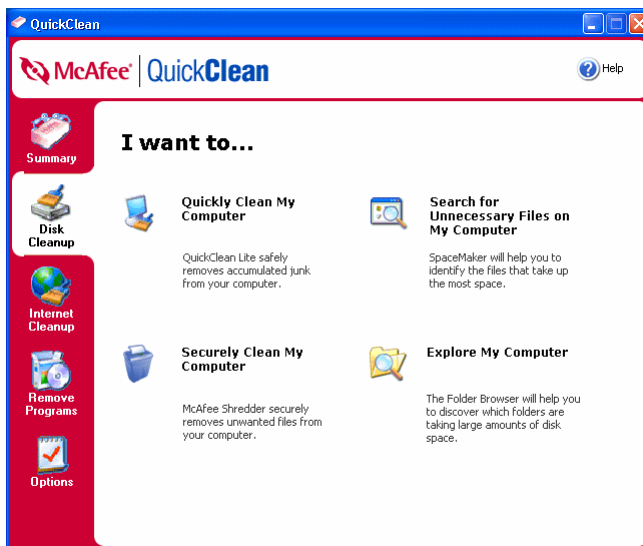 QuickClean
McAfee® QuickClean
Help
Summary
Disk
Cleanup
Internet
Cleanup
Remove
Programs
Options
I want to...
Quickly Clean My
Computer
QuickClean Lite safely
removes accumulated junk
from your computer.
Search for
Unnecessary Files on
My Computer
SpaceMaker will help you to
identify the files that take up
the most space.
Securely Clean My
Computer
McAfee Shredder securely
removes unwanted files from
your computer.
Explore My Computer
The Folder Browser will help you
to discover which folders are
taking large amounts of disk
space.